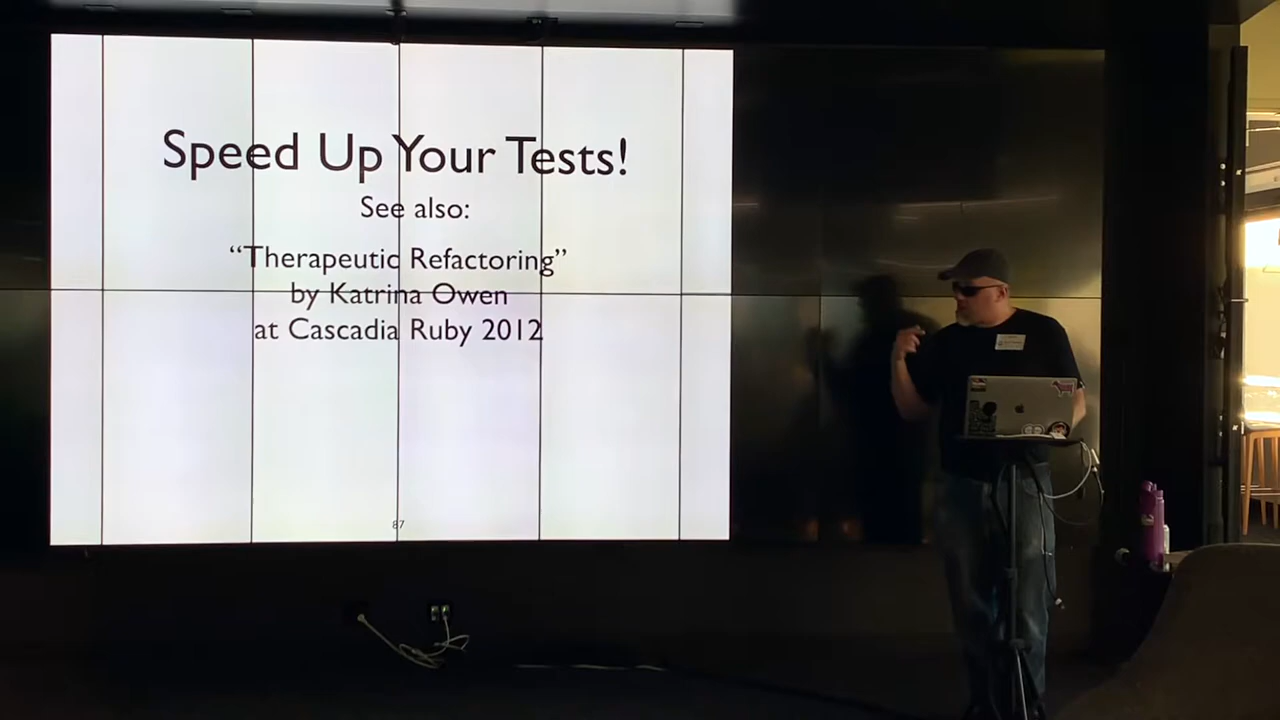 Speed Up Your Tests!
See also:
“Therapeutic Refactoring”
by Katrina Owen
at Cascadia Ruby 2012
87